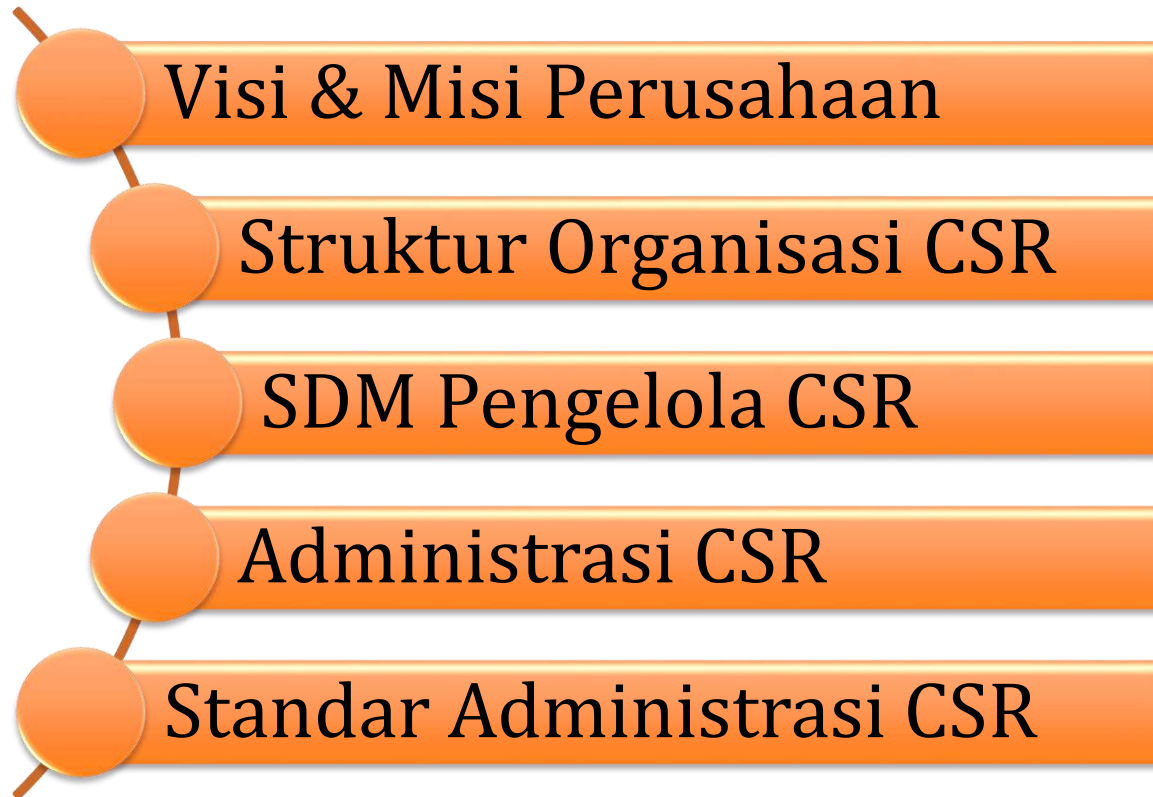 Visi & Misi Perusahaan
Struktur Organisasi CSR
SDM Pengelola CSR
Administrasi CSR
Standar Administrasi CSR